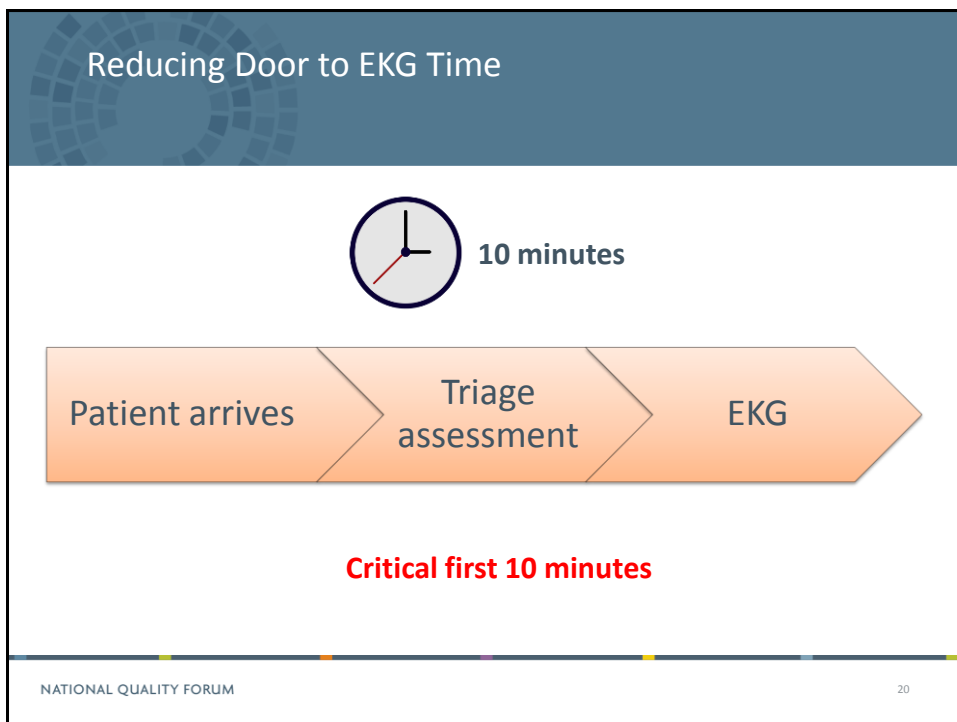 Reducing Door to EKG Time
10 minutes
Patient arrives
Triage
assessment
EKG
Critical first 10 minutes
NATIONAL QUALITY FORUM
20